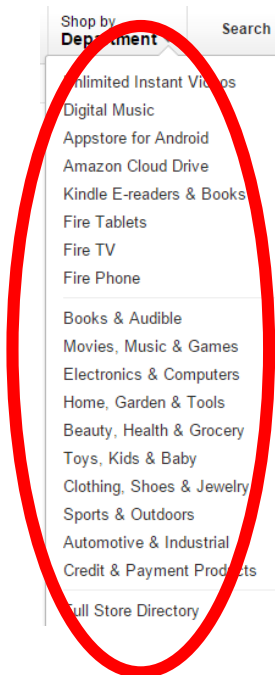 Shop by
Department
Search
Unlimited Instant Videos
Digital Music
Appstore for Android
Amazon Cloud Drive
Kindle E-readers & Books
Fire Tablets
Fire TV
Fire Phone
Books & Audible
Movies, Music & Games
Electronics & Computers
Home, Garden & Tools
Beauty, Health & Grocery
Toys, Kids & Baby
Clothing, Shoes & Jewelry
Sports & Outdoors
Automotive & Industrial
Credit & Payment Products
Full Store Directory